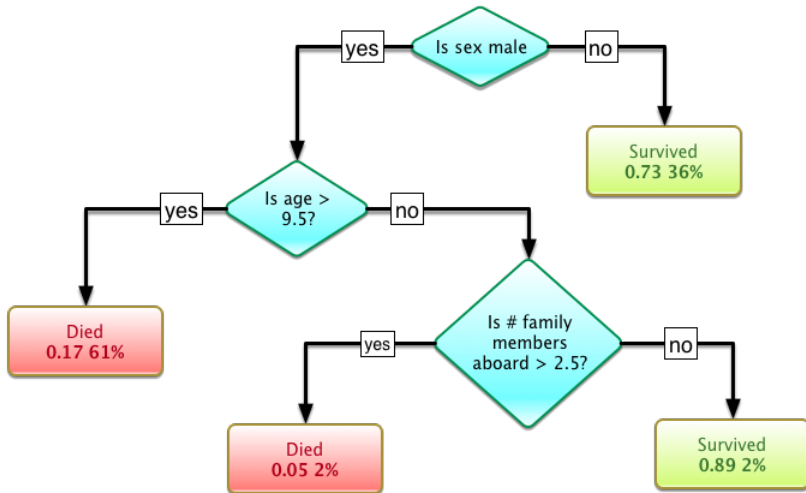 Is sex male
yes
no
Survived
0.73 36%
Is age >
9.5?
yes
no
Died
0.17 61%
Is # family
members
aboard > 2.5?
yes
no
Died
0.05 2%
Survived
0.89 2%